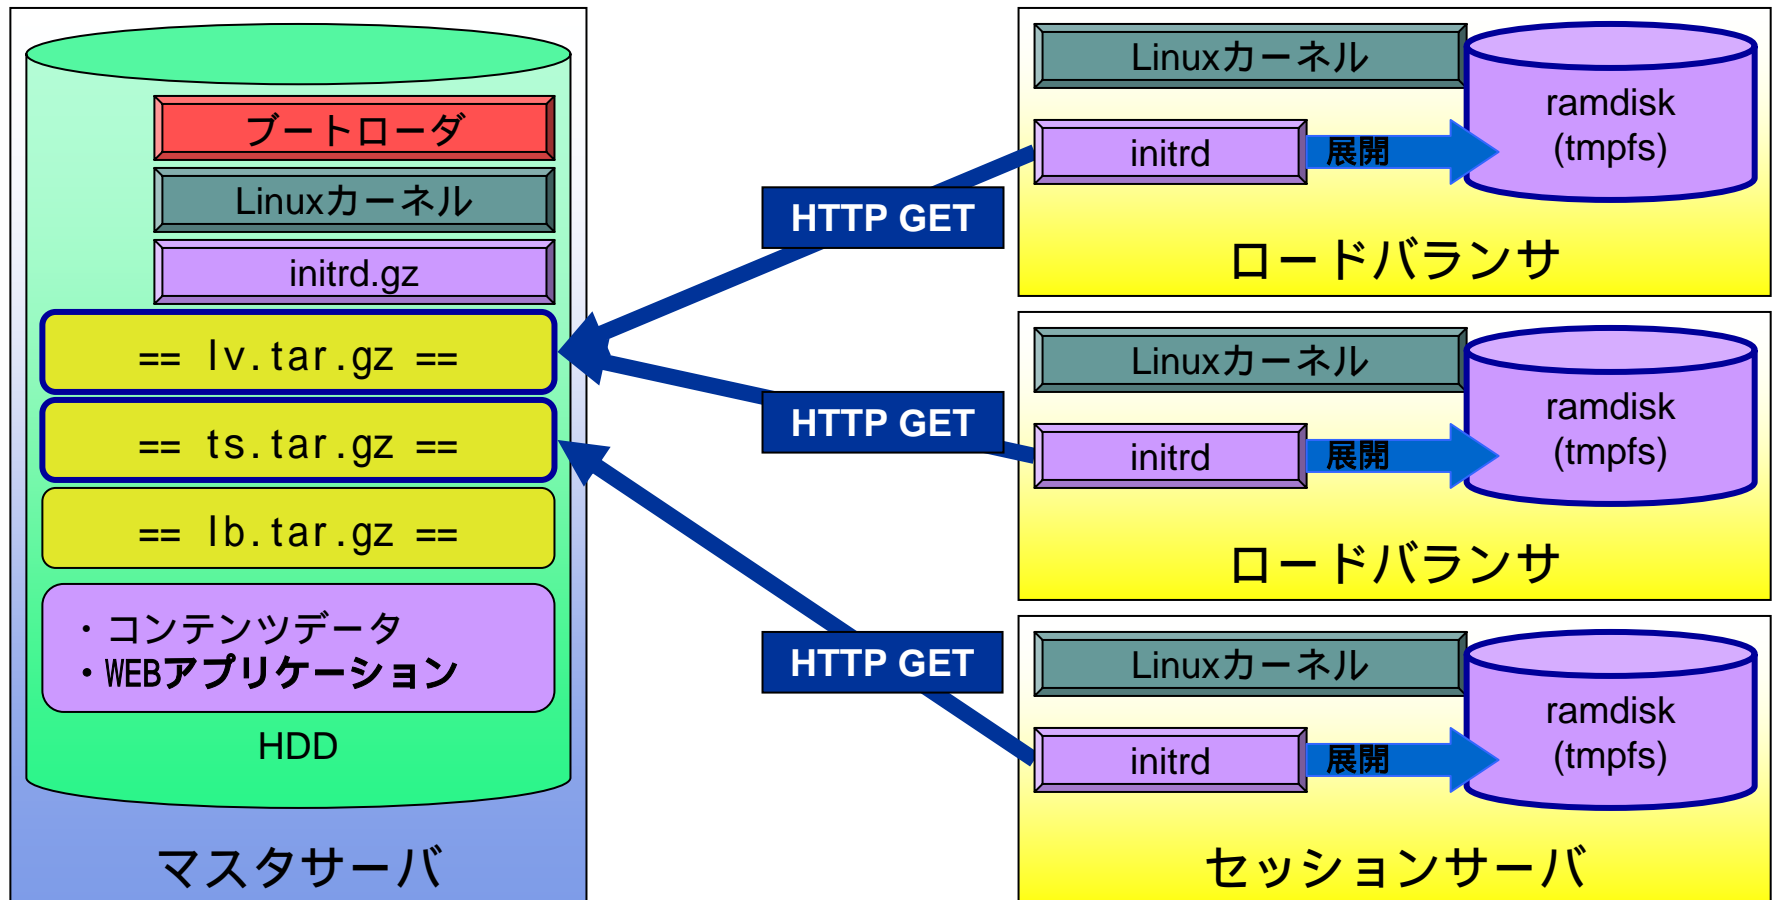 ブートローダ
Linuxカーネル
initrd.gz
== lv.tar.gz ==
== ts.tar.gz ==
== lb.tar.gz ==
・コンテンツデータ
・WEBアプリケーション
HDD
マスタサーバ
HTTP GET
HTTP GET
HTTP GET
Linuxカーネル
initrd
展開
ramdisk
(tmpfs)
ロードバランサ
Linuxカーネル
initrd
展開
ramdisk
(tmpfs)
ロードバランサ
Linuxカーネル
initrd
展開
ramdisk
(tmpfs)
セッションサーバ